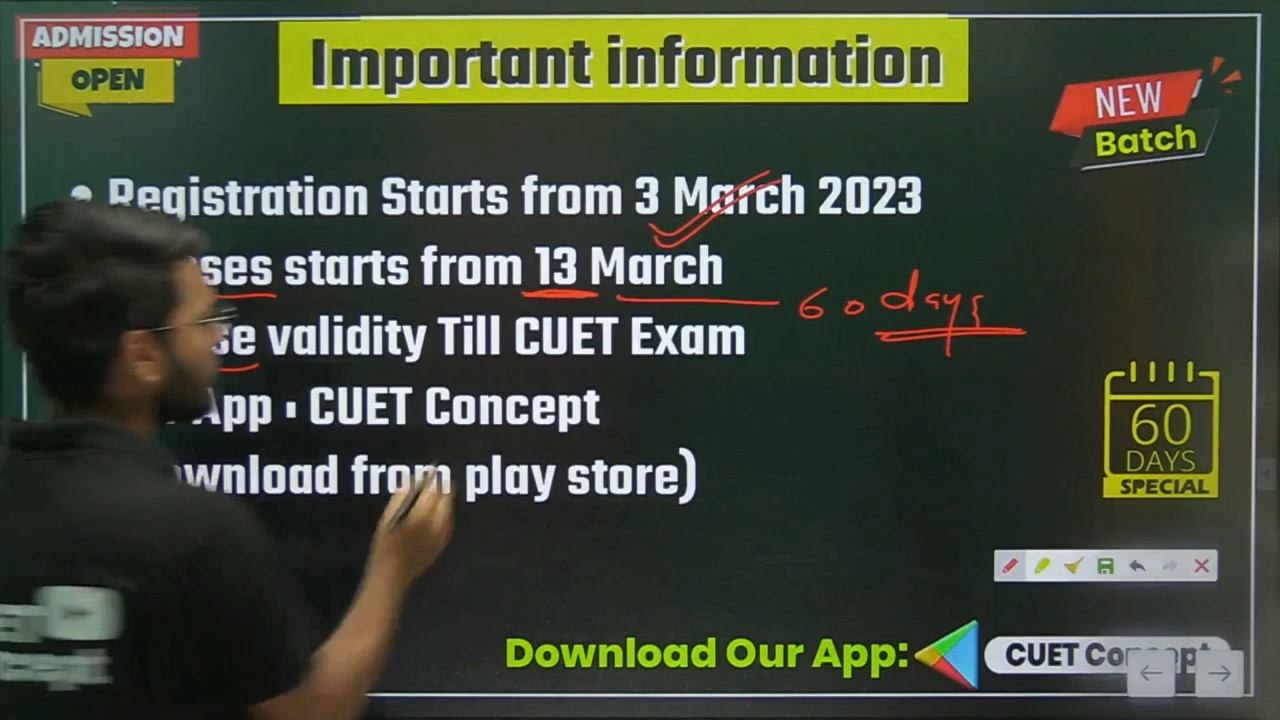 ADMISSION
OPEN
Important information
NEW
Batch
• Registration Starts from 3 March 2023
sses starts from 13 March
60 days
se validity Till CUET Exam
App • CUET Concept
wnload from play store)
60
DAYS
SPECIAL
Download Our App: CUET Concept